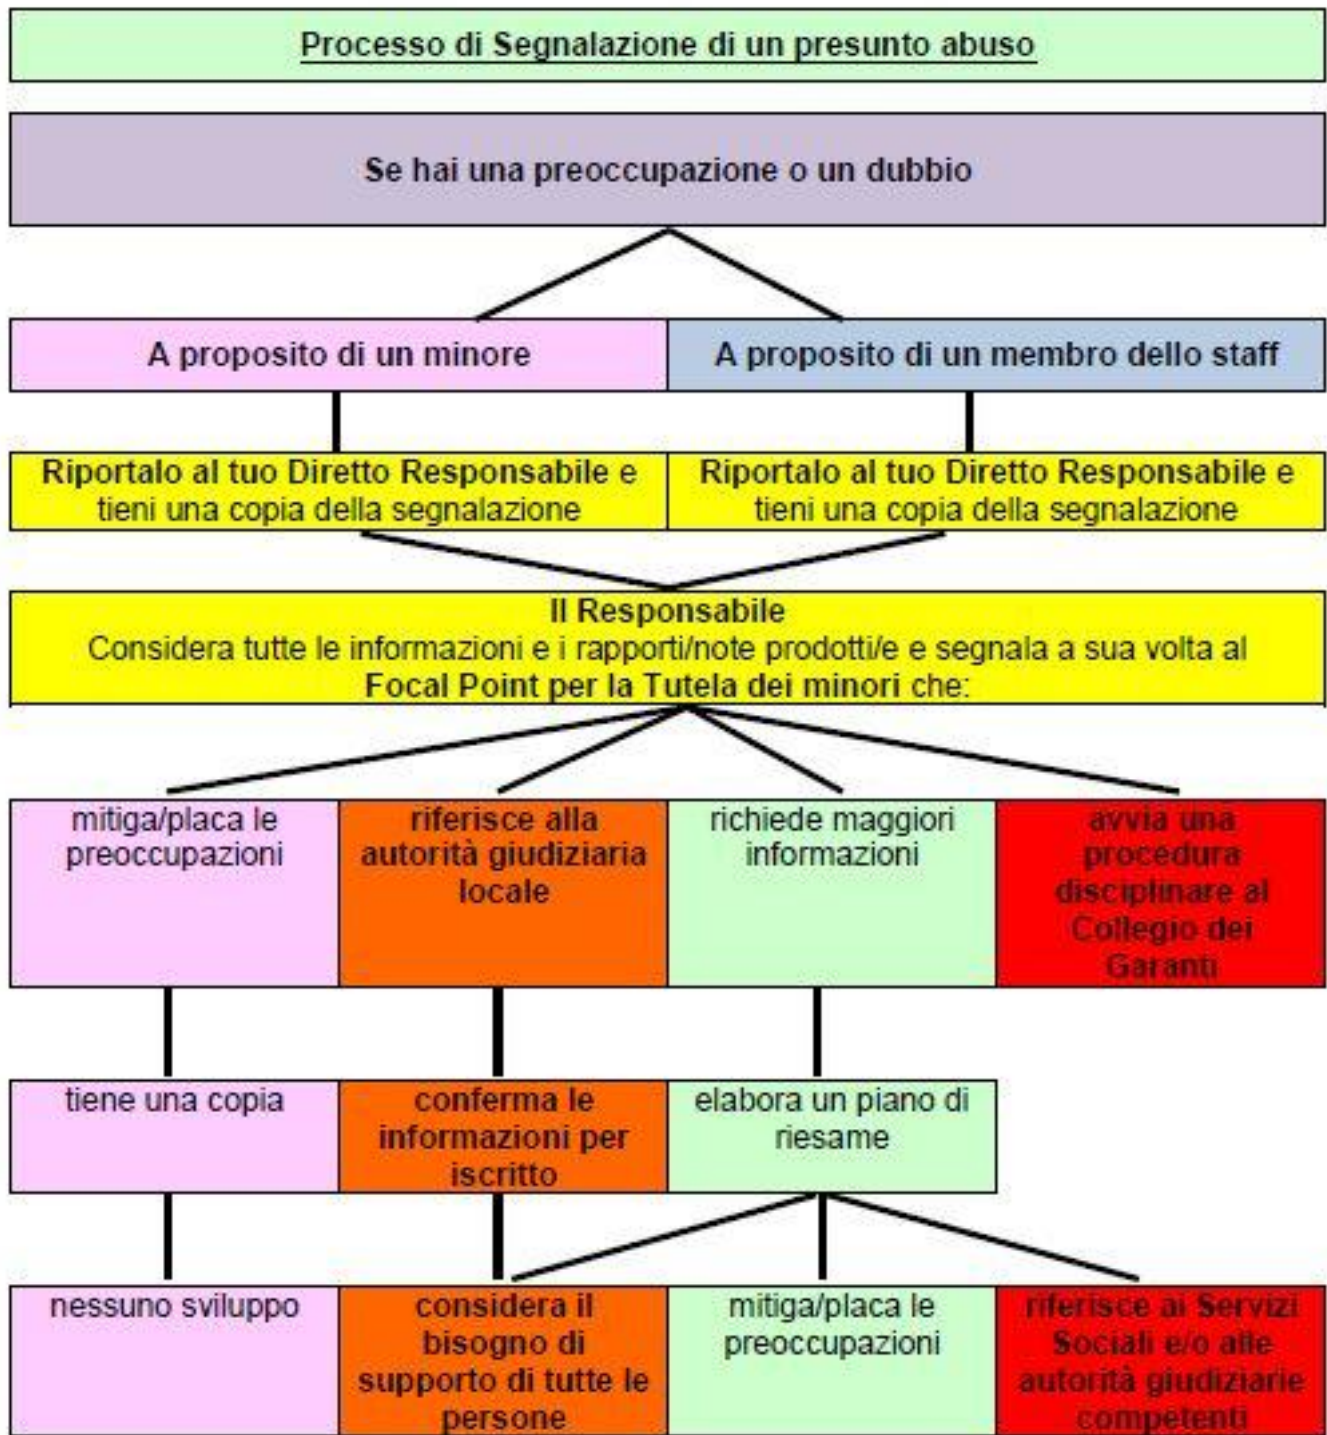 Processo di Segnalazione di un presunto abuso
Se hai una preoccupazione o un dubbio
A proposito di un minore
A proposito di un membro dello staff
Riportalo al tuo Diretto Responsabile e
tieni una copia della segnalazione
Riportalo al tuo Diretto Responsabile e
tieni una copia della segnalazione
Il Responsabile
Considera tutte le informazioni e i rapporti/note prodotti/e e segnala a sua volta al
Focal Point per la Tutela dei minori che:
mitiga/placa le
preoccupazioni
riferisce alla
autorità giudiziaria
locale
richiede maggiori
informazioni
avvia una
procedura
disciplinare al
Collegio dei
Garanti
tiene una copia
conferma le
informazioni per
iscritto
elabora un piano di
riesame
nessuno sviluppo
considera il
bisogno di
supporto di tutte le
persone
mitiga/placa le
preoccupazioni
riferisce ai Servizi
Sociali e/o alle
autorità giudiziarie
competenti